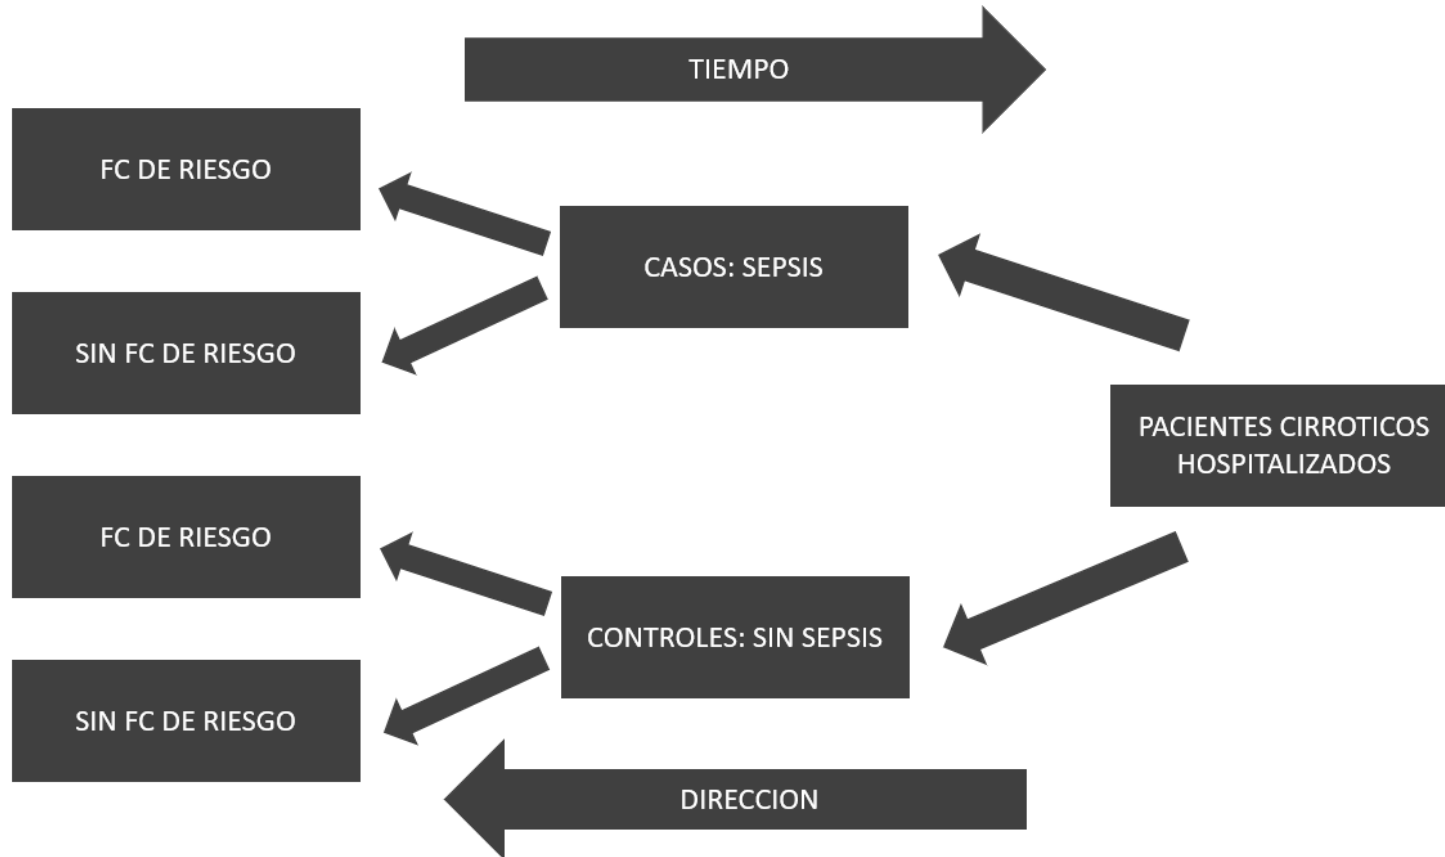 TIEMPO
FC DE RIESGO
CASOS: SEPSIS
SIN FC DE RIESGO
PACIENTES CIRROTICOS
HOSPITALIZADOS
FC DE RIESGO
CONTROLES: SIN SEPSIS
SIN FC DE RIESGO
DIRECCION